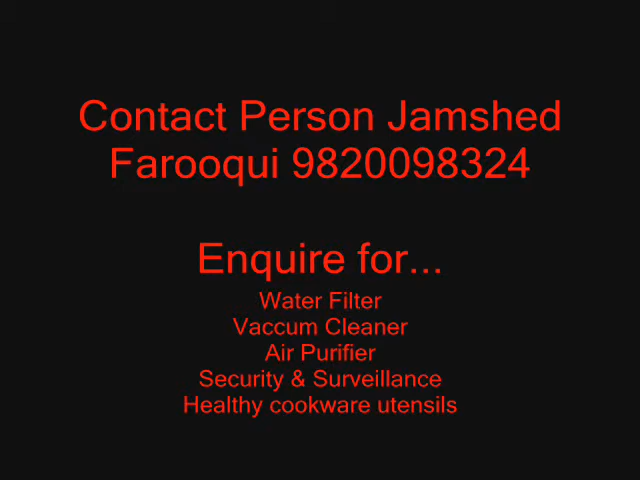 Contact Person Jamshed
Farooqui 9820098324
Enquire for...
Water Filter
Vaccum Cleaner
Air Purifier
Security & Surveillance
Healthy cookware utensils